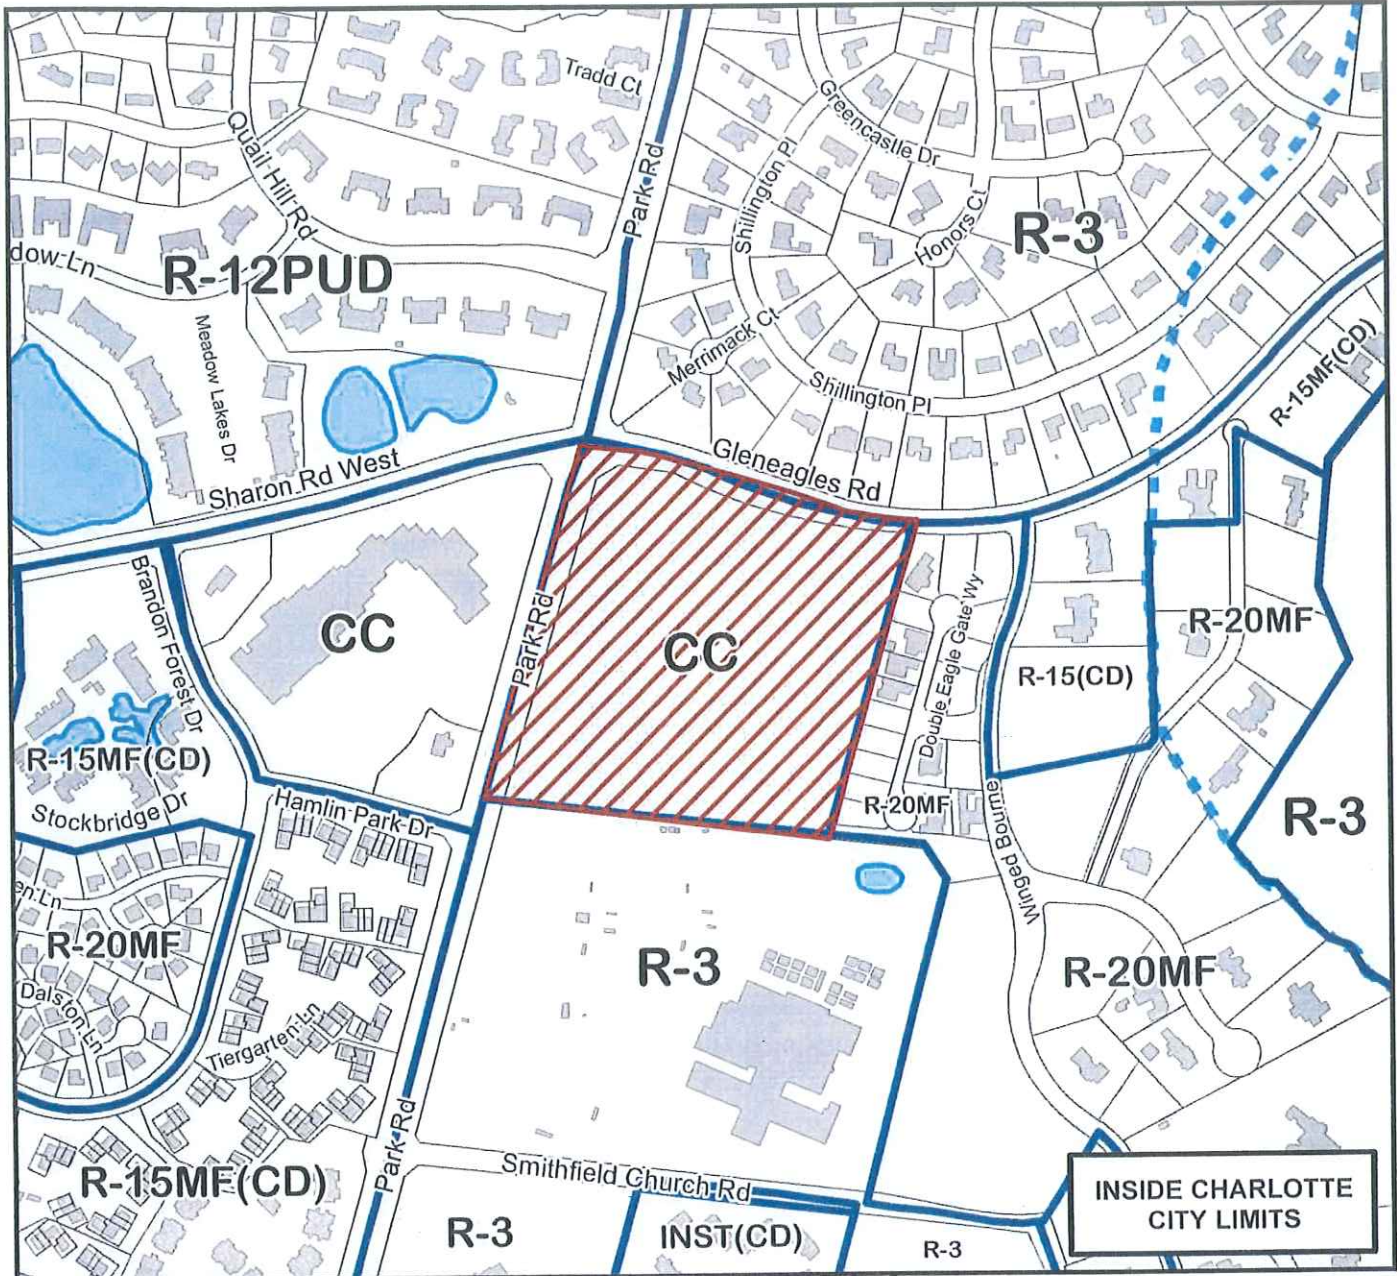 Tradd Ct
Greencastle Dr
Quail Hill Rd
Park Rd
Shillington Pl
Honors Ct
R-3
dow Ln
R-12PUD
Meadow Lakes Dr
Merrimack Ct
R-15MF(CD)
Shillington Pl
Gleneagles Rd
Sharon Rd West
Brandon Forest Dr
CC
Park Rd
CC
Double Eagle Gate Wy
R-20MF
R-15(CD)
R-15MF(CD)
Stockbridge Dr
Hamlin Park Dr
R-20MF
Winged Bourne
R-3
en Ln
R-20MF
R-3
R-20MF
Dalston Ln
Tiergarten Ln
Park Rd
R-15MF(CD)
Smithfield Church Rd
R-3
INST(CD)
R-3
INSIDE CHARLOTTE
CITY LIMITS